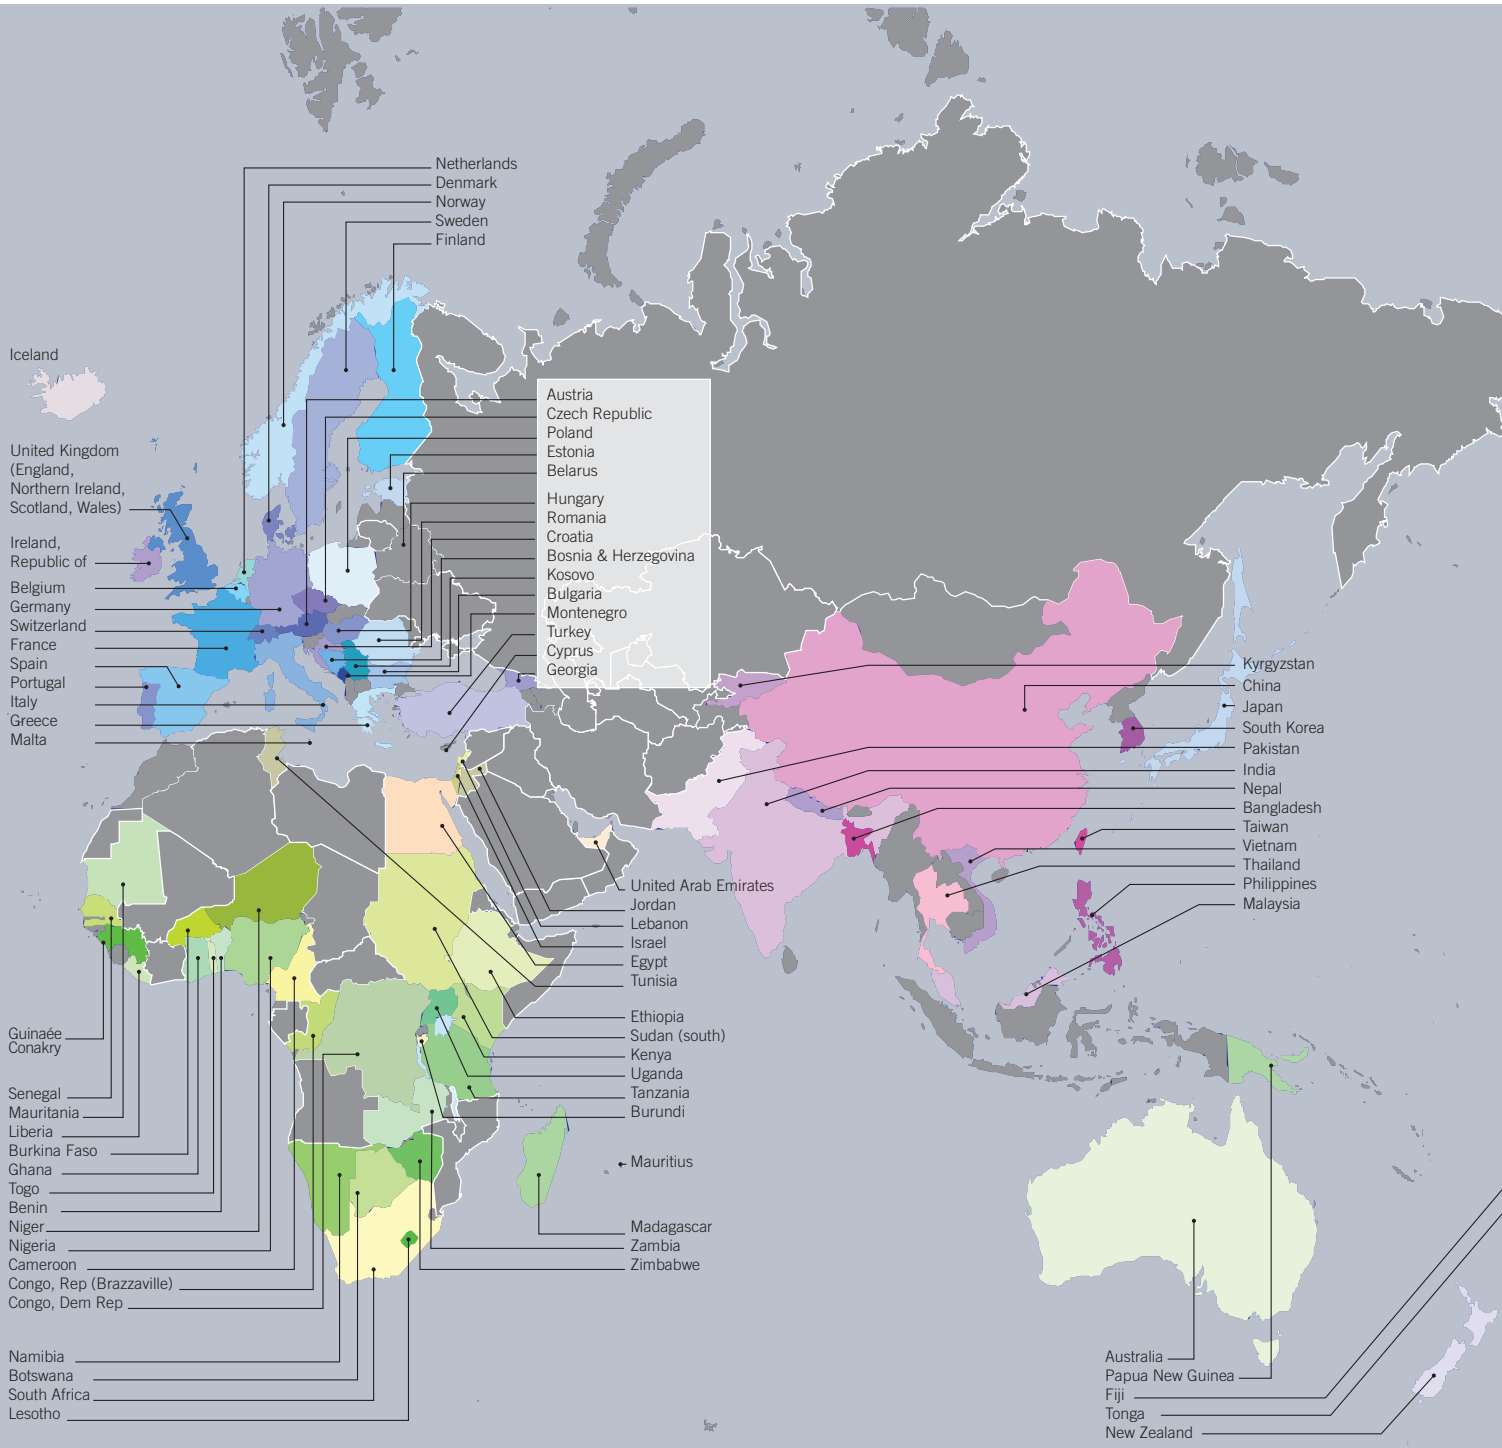 Netherlands
Denmark
Norway
Sweden
Finland
Iceland
United Kingdom
(England,
Northern Ireland,
Scotland, Wales)
Ireland,
Republic of
Belgium
Germany
Switzerland
France
Spain
Portugal
Italy
Greece
Malta
Austria
Czech Republic
Poland
Estonia
Belarus
Hungary
Romania
Croatia
Bosnia & Herzegovina
Kosovo
Bulgaria
Montenegro
Turkey
Cyprus
Georgia
Kyrgyzstan
China
Japan
South Korea
Pakistan
India
Nepal
Bangladesh
Taiwan
Vietnam
Thailand
Philippines
Malaysia
United Arab Emirates
Jordan
Lebanon
Israel
Egypt
Tunisia
Ethiopia
Sudan (south)
Kenya
Uganda
Tanzania
Burundi
Mauritius
Madagascar
Zambia
Zimbabwe
Guinaée
Conakry
Senegal
Mauritania
Liberia
Burkina Faso
Ghana
Togo
Benin
Niger
Nigeria
Cameroon
Congo, Rep (Brazzaville)
Congo, Dem Rep
Namibia
Botswana
South Africa
Lesotho
Australia
Papua New Guinea
Fiji
Tonga
New Zealand